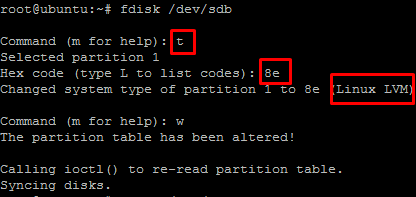 root@ubuntu:~# fdisk /dev/sdb
Command (m for help): t
Selected partition 1
Hex code (type L to list codes): 8e
Changed system type of partition 1 to 8e (Linux LVM)
Command (m for help): w
The partition table has been altered!
Calling ioctl() to re-read partition table.
Syncing disks.